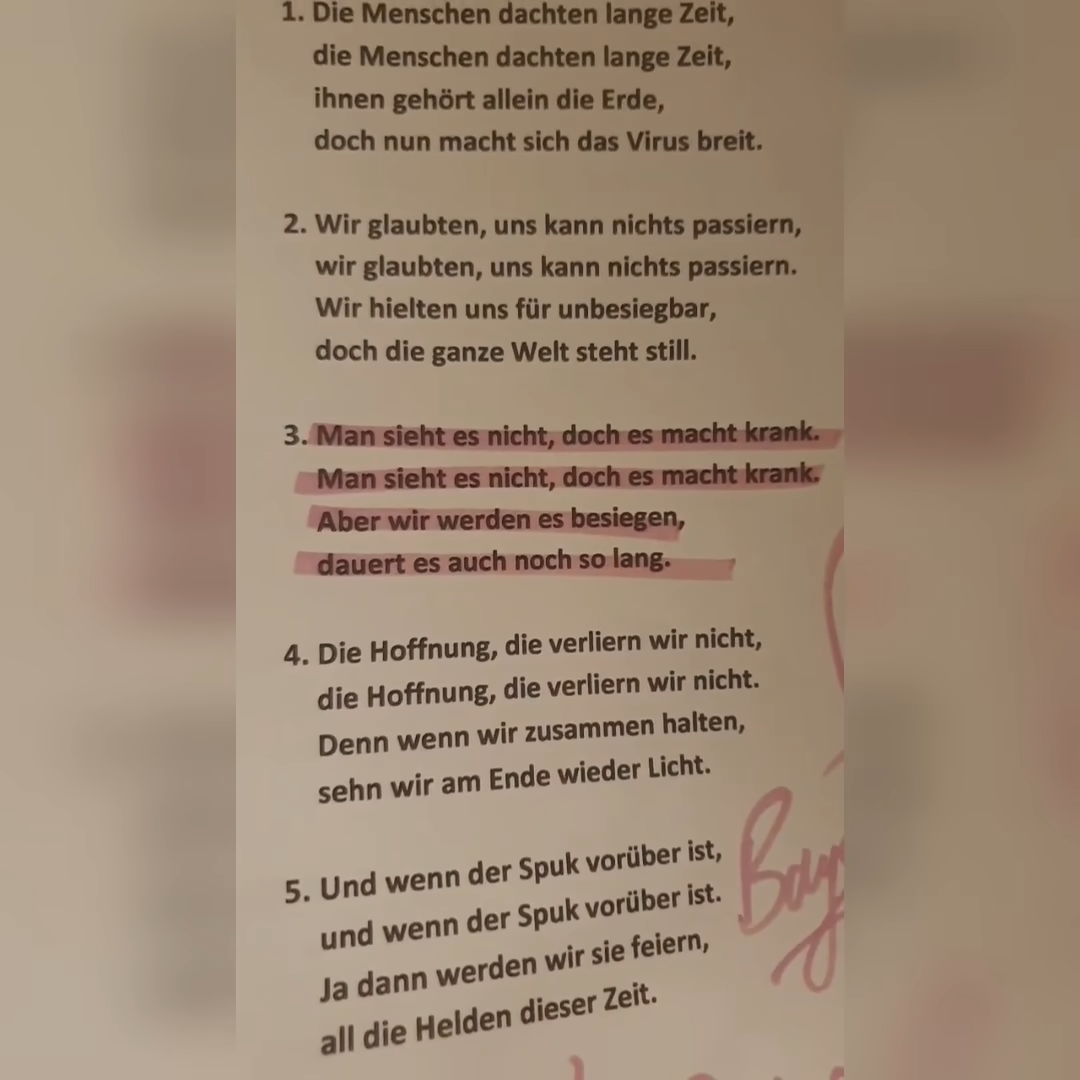 1. Die Menschen dachten lange Zeit,
die Menschen dachten lange Zeit,
ihnen gehört allein die Erde,
doch nun macht sich das Virus breit.
2. Wir glaubten, uns kann nichts passiern,
wir glaubten, uns kann nichts passiern.
Wir hielten uns für unbesiegbar,
doch die ganze Welt steht still.
3. Man sieht es nicht, doch es macht krank.
Man sieht es nicht, doch es macht krank.
Aber wir werden es besiegen,
dauert es auch noch so lang.
4. Die Hoffnung, die verliern wir nicht,
die Hoffnung, die verliern wir nicht.
Denn wenn wir zusammen halten,
sehn wir am Ende wieder Licht.
5. Und wenn der Spuk vorüber ist,
und wenn der Spuk vorüber ist.
Ja dann werden wir sie feiern,
all die Helden dieser Zeit.